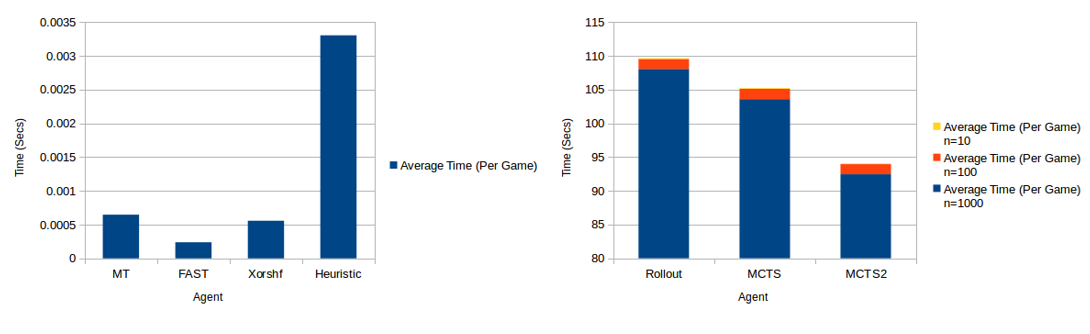 0.0035
0.003
0.0025
0.002
0.0015
0.001
0.0005
0
Time (Secs)
MT FAST Xorshf Heuristic
Agent
Average Time (Per Game)
115
110
105
100
95
90
85
80
Time (Secs)
Rollout MCTS MCTS2
Agent
Average Time (Per Game)
n=10
Average Time (Per Game)
n=100
Average Time (Per Game)
n=1000